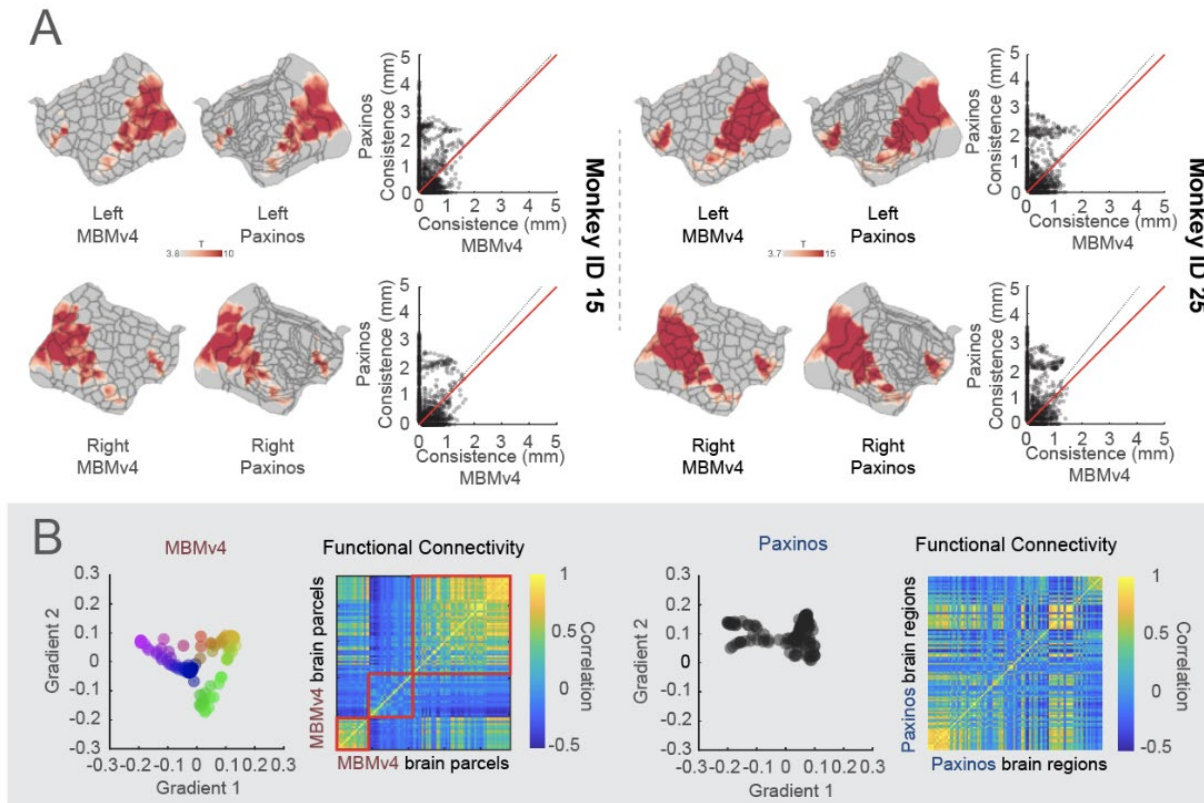 A
5
4
3
2
1
0
Paxinos
Consistence (mm)
0 1 2 3 4 5
Consistence (mm)
MBMv4
Left
MBMv4
Left
Paxinos
T
3.8 10
Monkey ID 15
5
4
3
2
1
0
Paxinos
Consistence (mm)
0 1 2 3 4 5
Consistence (mm)
MBMv4
Left
MBMv4
Left
Paxinos
T
3.7 15
Monkey ID 25
5
4
3
2
1
0
Paxinos
Consistence (mm)
0 1 2 3 4 5
Consistence (mm)
MBMv4
Right
MBMv4
Right
Paxinos
5
4
3
2
1
0
Paxinos
Consistence (mm)
0 1 2 3 4 5
Consistence (mm)
MBMv4
Right
MBMv4
Right
Paxinos
B
MBMv4
0.3
0.2
0.1
0
-0.1
-0.2
-0.3
Gradient 2
-0.3 -0.2 -0.1 0 0.1 0.2 0.3
Gradient 1
Functional Connectivity
MBMv4 brain parcels
MBMv4 brain parcels
1
0.5
0
-0.5
Correlation
Paxinos
0.3
0.2
0.1
0
-0.1
-0.2
-0.3
Gradient 2
-0.3 -0.2 -0.1 0 0.1 0.2 0.3
Gradient 1
Functional Connectivity
Paxinos brain regions
Paxinos brain regions
1
0.5
0
-0.5
Correlation